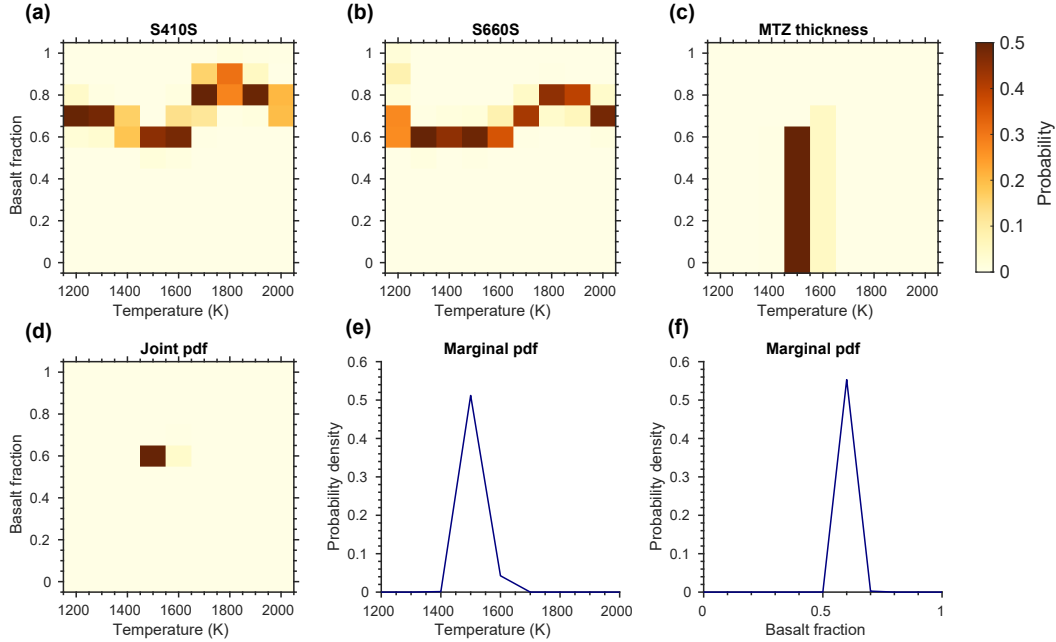 (a)
S410S
Basalt fraction
1
0.8
0.6
0.4
0.2
0
1200 1400 1600 1800 2000
Temperature (K)
(b)
S660S
1
0.8
0.6
0.4
0.2
0
1200 1400 1600 1800 2000
Temperature (K)
(c)
MTZ thickness
1
0.8
0.6
0.4
0.2
0
1200 1400 1600 1800 2000
Temperature (K)
0.5
0.4
0.3
0.2
0.1
0
Probability
(d)
Joint pdf
Basalt fraction
1
0.8
0.6
0.4
0.2
0
1200 1400 1600 1800 2000
Temperature (K)
(e)
Marginal pdf
Probability density
0.6
0.5
0.4
0.3
0.2
0.1
0
1200 1400 1600 1800 2000
Temperature (K)
(f)
Marginal pdf
Probability density
0.6
0.5
0.4
0.3
0.2
0.1
0
0 0.5 1
Basalt fraction